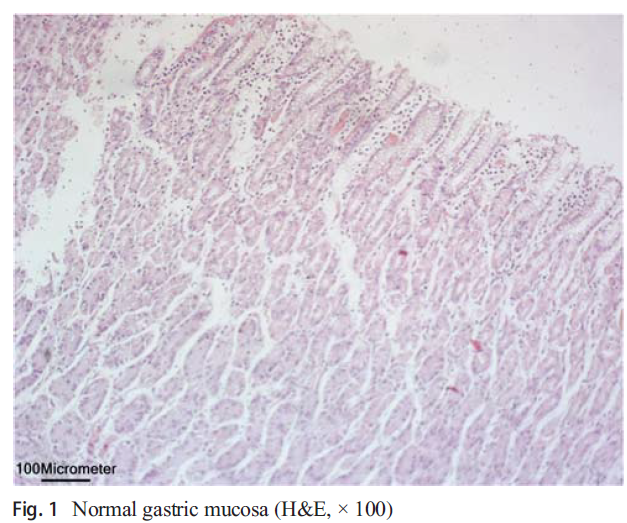 100Micrometer
Fig. 1 Normal gastric mucosa (H&E, × 100)